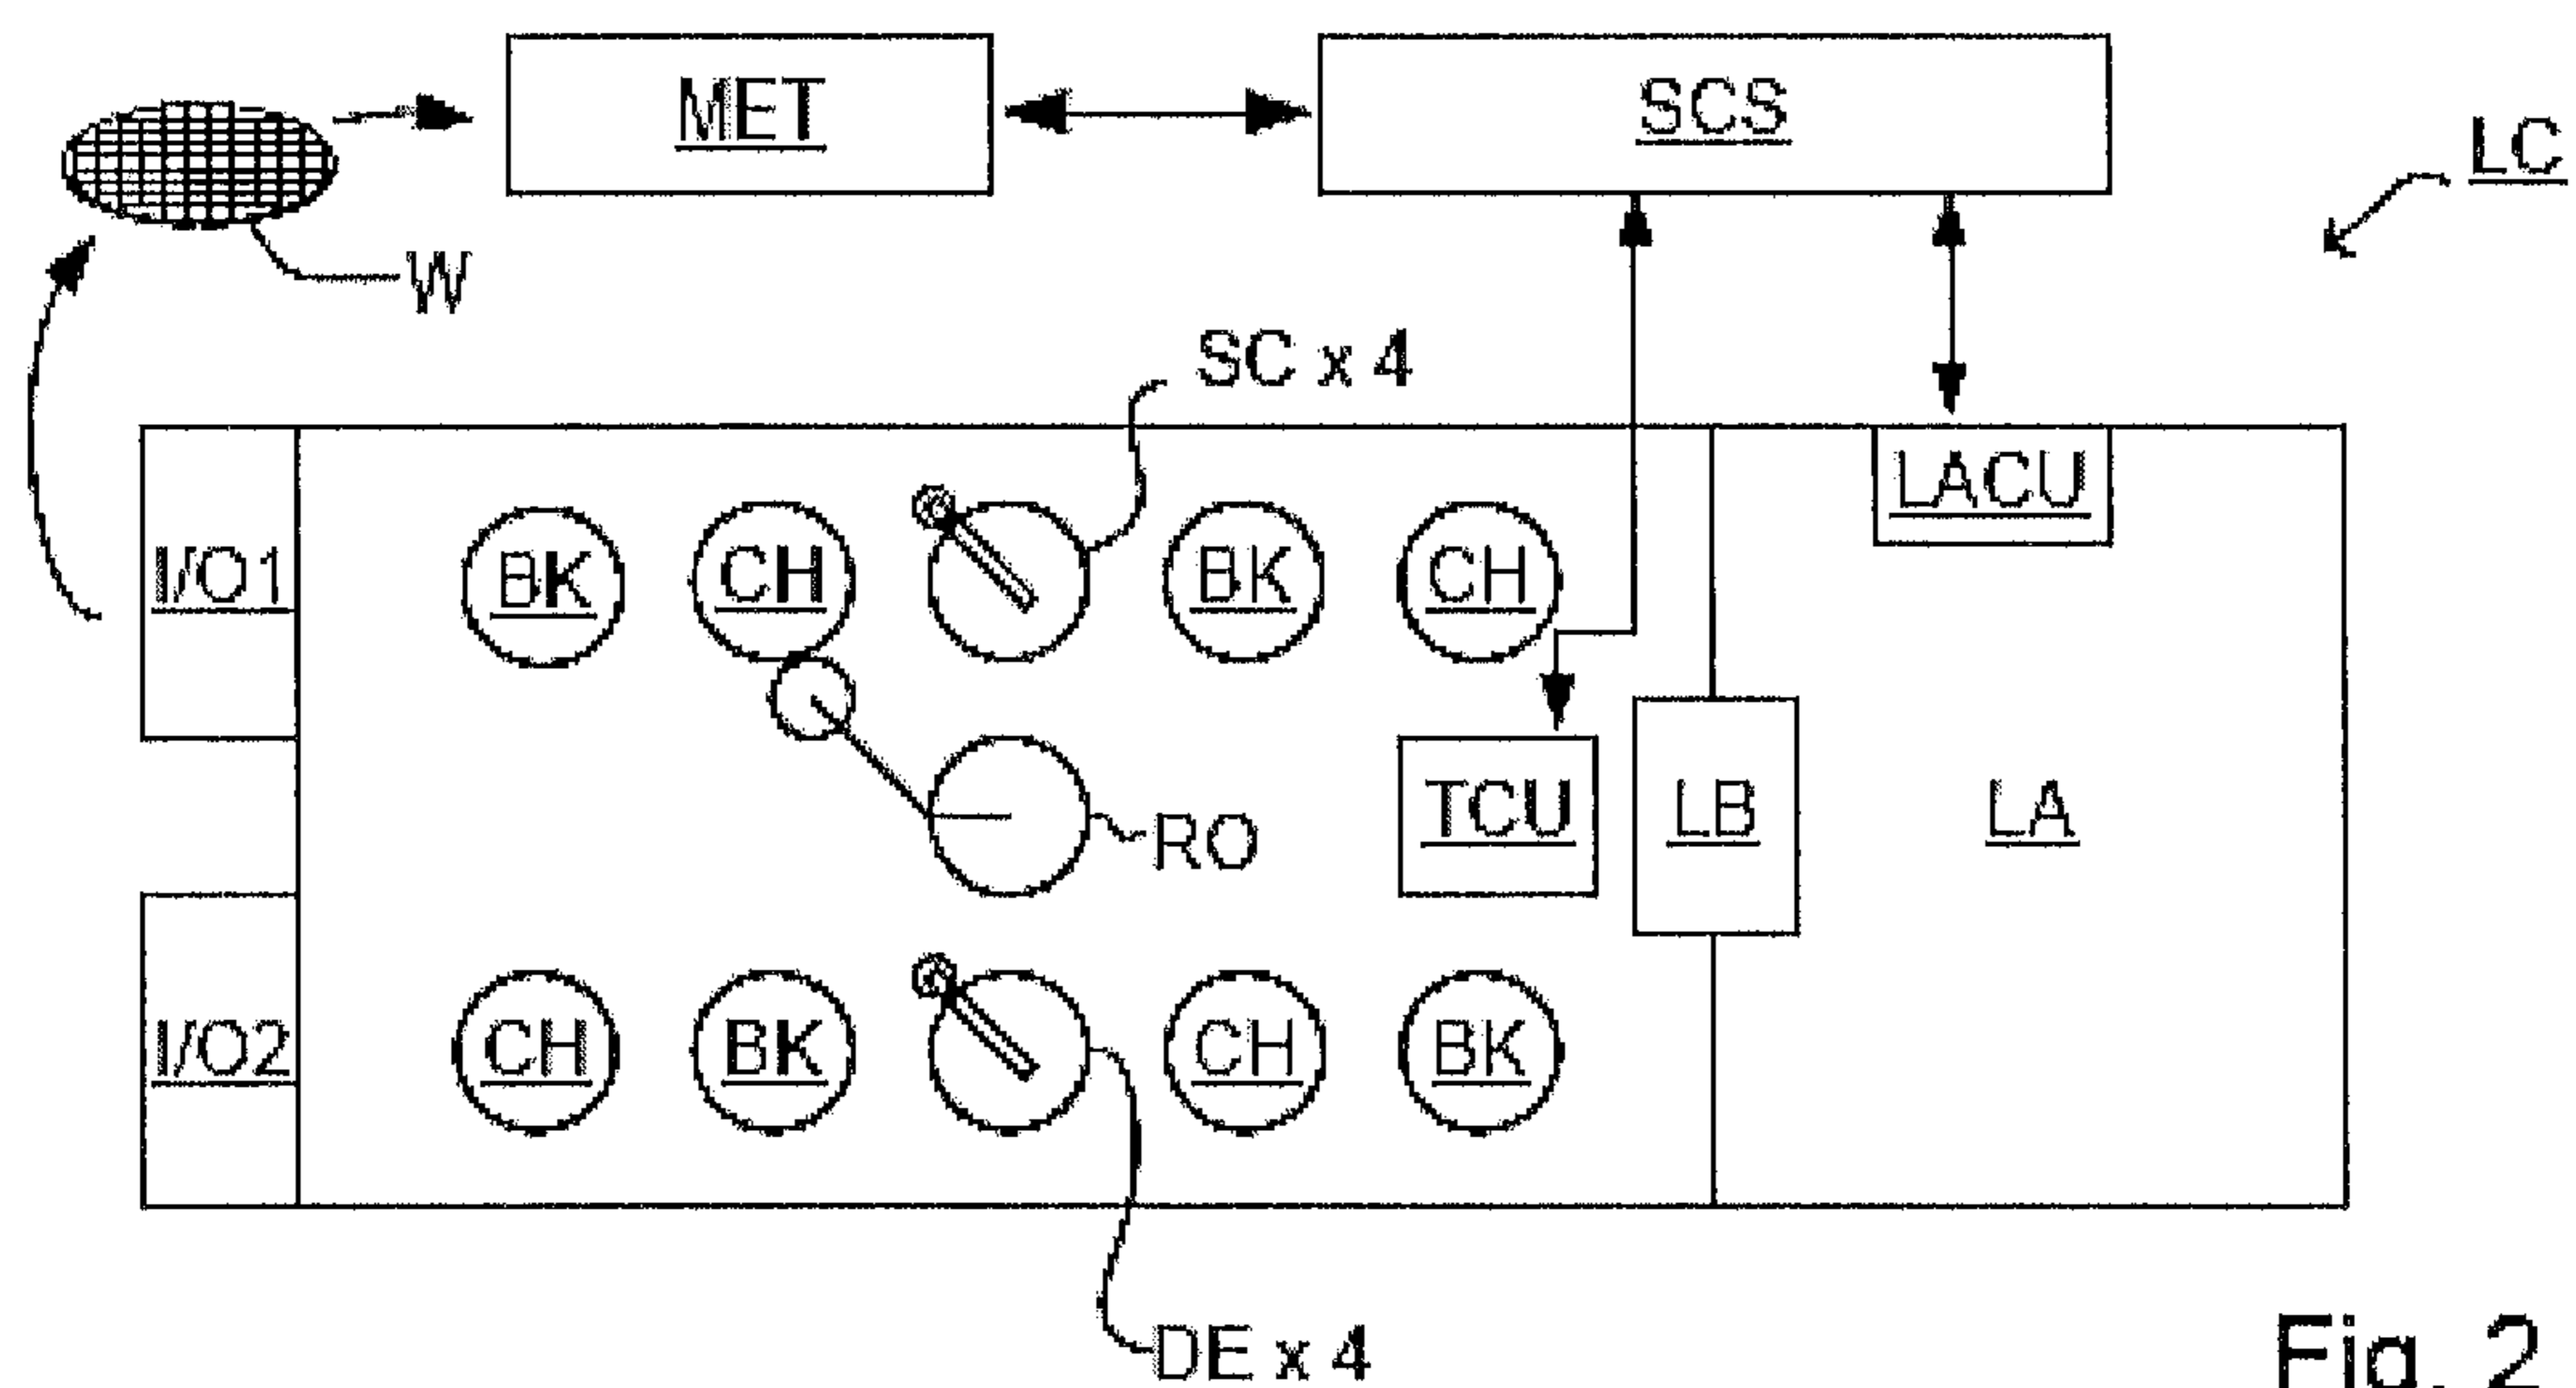 MET
SCS
LC
W
SC x 4
LACU
I/O1
BK
CH
BK
CH
RO
TCU
LB
LA
I/O2
CH
BK
CH
BK
DE x 4
Fig. 2